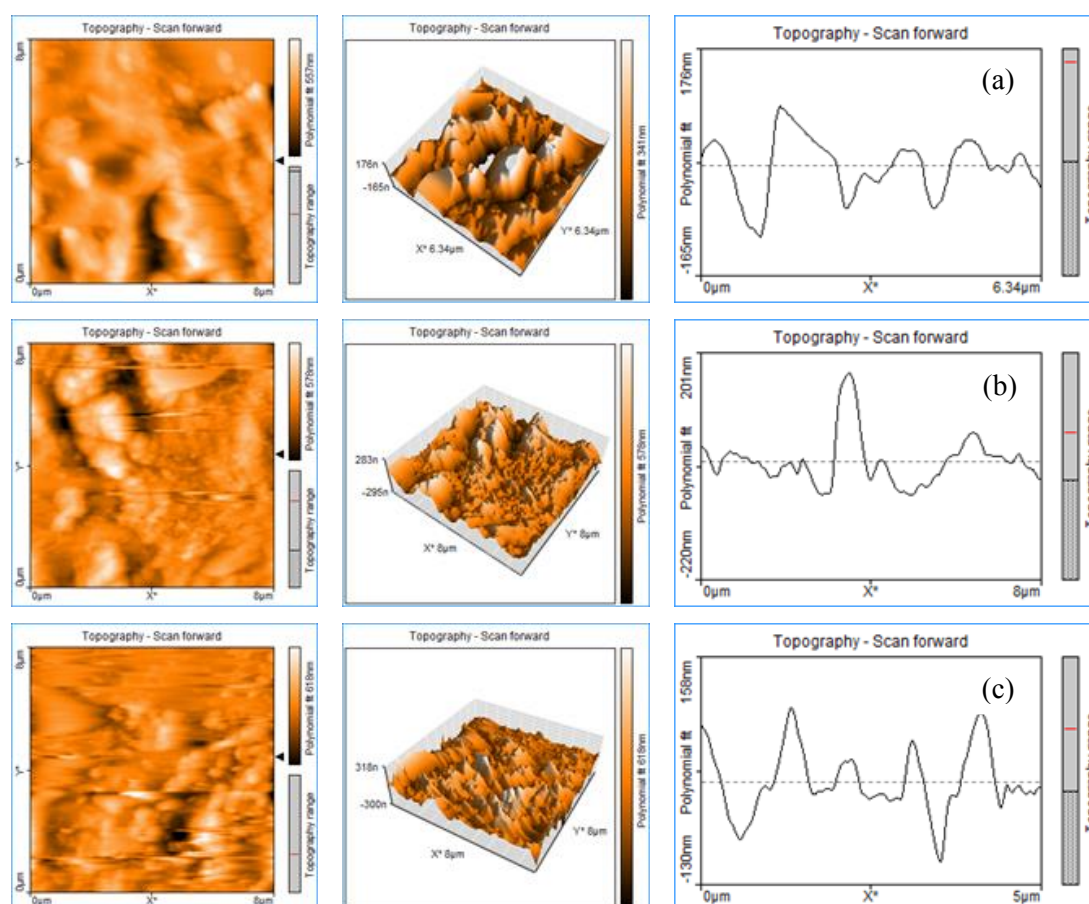 Topography - Scan forward
8µm
Y*
0µm
0µm
X*
8µm
Polynomial fit 557nm
Topography range
Topography - Scan forward
176n
-165n
X* 6.34µm
Y* 6.34µm
Polynomial fit 341nm
Topography - Scan forward
(a)
176nm
Polynomial fit
-165nm
0µm
X*
6.34µm
Topography - Scan forward
8µm
Y*
0µm
0µm
X*
8µm
Polynomial fit 578nm
Topography range
Topography - Scan forward
283n
-295n
X* 8µm
Y* 8µm
Polynomial fit 578nm
Topography - Scan forward
(b)
201nm
Polynomial fit
-220nm
0µm
X*
8µm
Topography - Scan forward
8µm
Y*
0µm
0µm
X*
8µm
Polynomial fit 618nm
Topography range
Topography - Scan forward
318n
-300n
X* 8µm
Y* 8µm
Polynomial fit 618nm
Topography - Scan forward
(c)
158nm
Polynomial fit
-130nm
0µm
X*
5µm